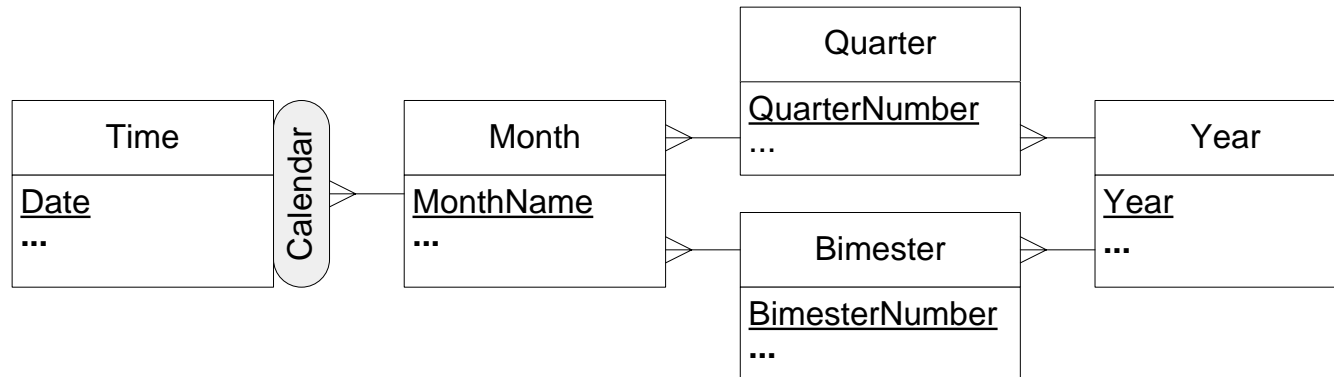 Time
Date
...
Calendar
Month
MonthName
...
Quarter
QuarterNumber
...
Bimester
BimesterNumber
...
Year
Year
...